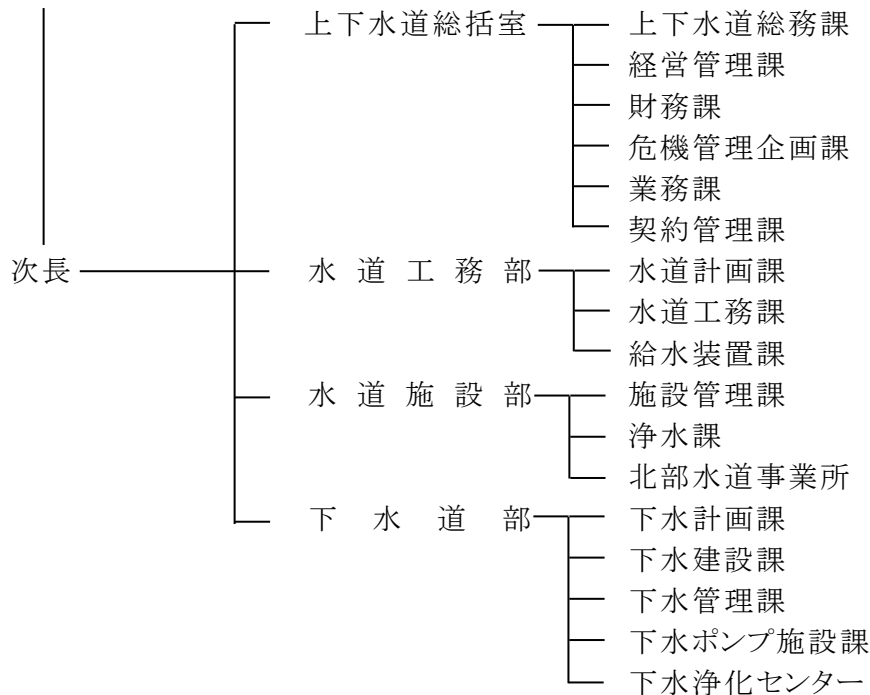 上下水道総括室 上下水道総務課
経営管理課
財務課
危機管理企画課
業務課
契約管理課
次長 水道工務部 水道計画課
水道工務課
給水装置課
水道施設部 施設管理課
浄水課
北部水道事業所
下水道部 下水計画課
下水建設課
下水管理課
下水ポンプ施設課
下水浄化センター